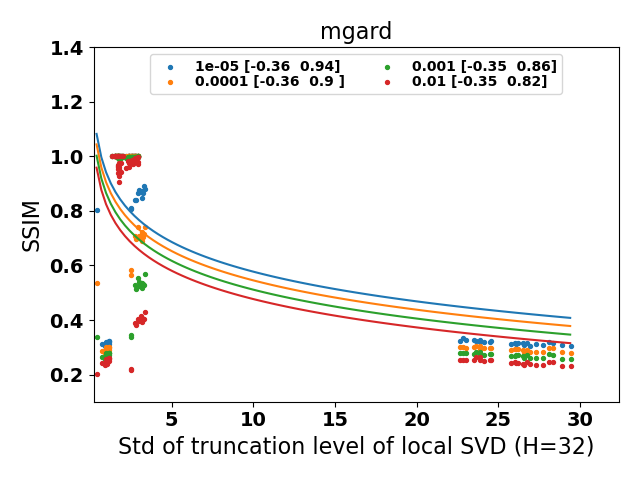 mgard
1.4
1.2
1.0
0.8
0.6
0.4
0.2
SSIM
1e-05 [-0.36  0.94]
0.0001 [-0.36  0.9 ]
0.001 [-0.35  0.86]
0.01 [-0.35  0.82]
5 10 15 20 25 30
Std of truncation level of local SVD (H=32)